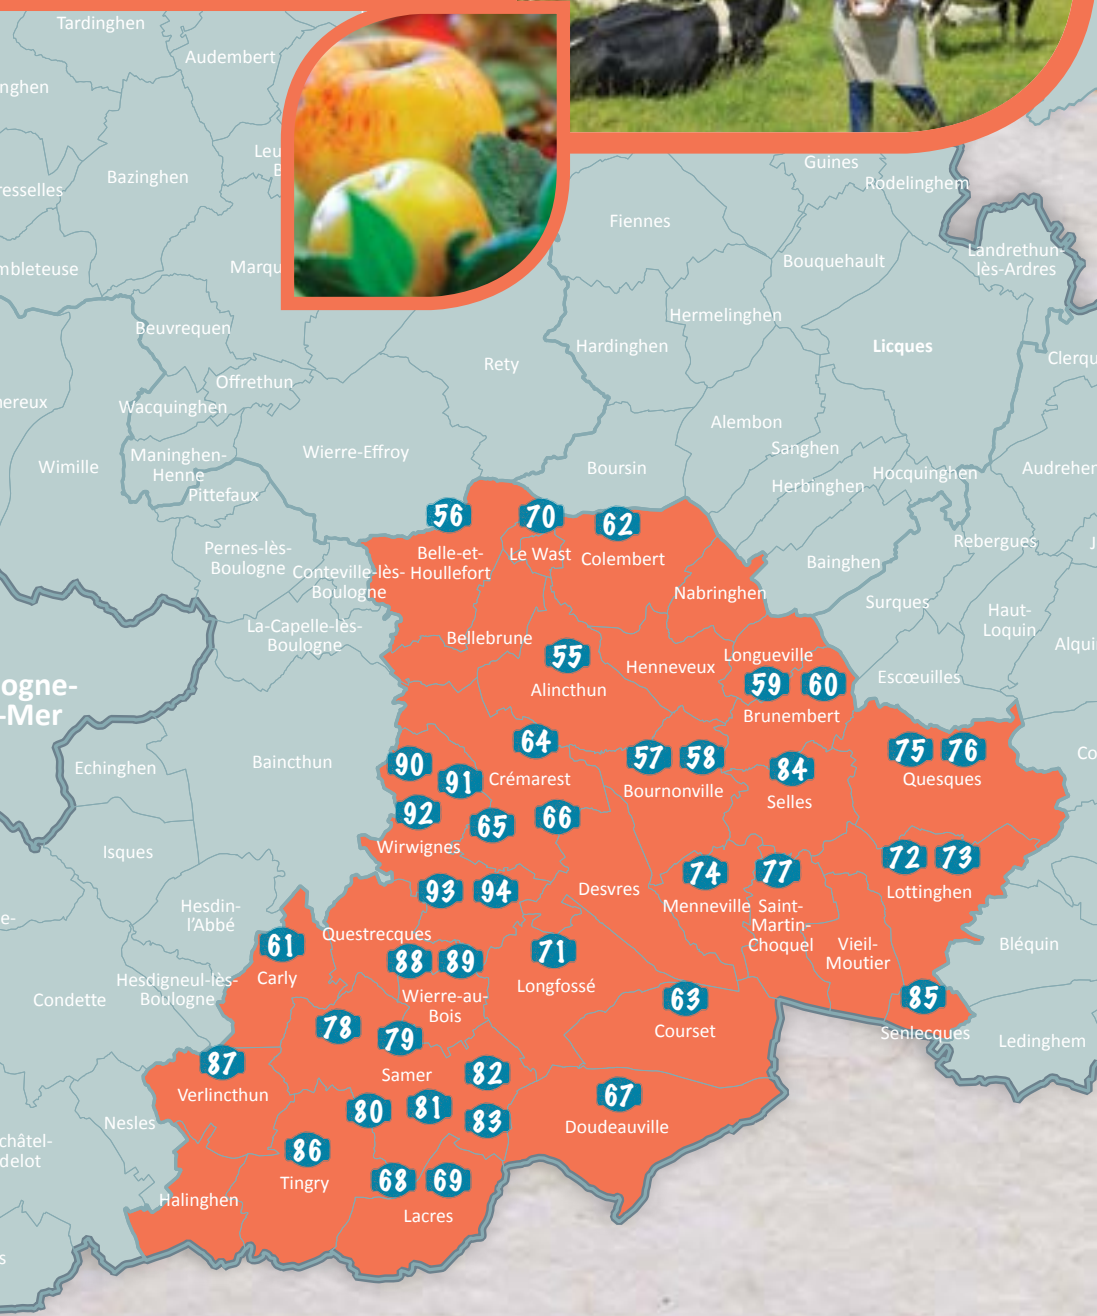 Tardinghen
Audembert
nghen
Leu
B
Bazinghen
resselles
Guines
Rodelinghem
Fiennes
Landrethun-
lès-Ardres
Bouquehault
mbleteuse
Marqu
Beuvrequen
Hermelinghen
Hardinghen
Licques
Rety
Clerqu
Offrethun
Wacquinghen
nereux
Alembon
Sanghen
Wierre-Effroy
Maninghen-
Henne
Wimille
Boursin
Hocquinghen
Audrehen
Herbinghen
Pittefaux
56
70
62
Rebergues
J
Pernes-lès-
Boulogne
Belle-et-
Houllefort
Le Wast
Colembert
Bainghen
Conteville-lès-
Boulogne
Nabringhen
Surques
Haut-
Loquin
La-Capelle-lès-
Boulogne
Bellebrune
Alqui
55
Longueville
Henneveux
Escœuilles
ogne-
-Mer
Alincthun
59
60
Brunembert
64
90
57
58
75
76
Echinghen
Baincthun
91
Crémarest
84
Quesques
Co
Bournonville
Selles
92
65
66
Wirwignes
Isques
72
73
74
77
93
94
Desvres
Lottinghen
Hesdin-
l'Abbé
Menneville
Saint-
Martin-
Choquel
e-
Questrecques
61
71
Vieil-
Moutier
Bléquin
88
89
Carly
Longfossé
Hesdigneul-lès-
Boulogne
Condette
Wierre-au-
Bois
63
85
78
79
Courset
Senlecques
Ledinghem
87
Samer
82
Verlincthun
67
80
81
83
Doudeauville
Nesles
châtel-
delot
86
Tingry
68
69
Halinghen
Lacres
s